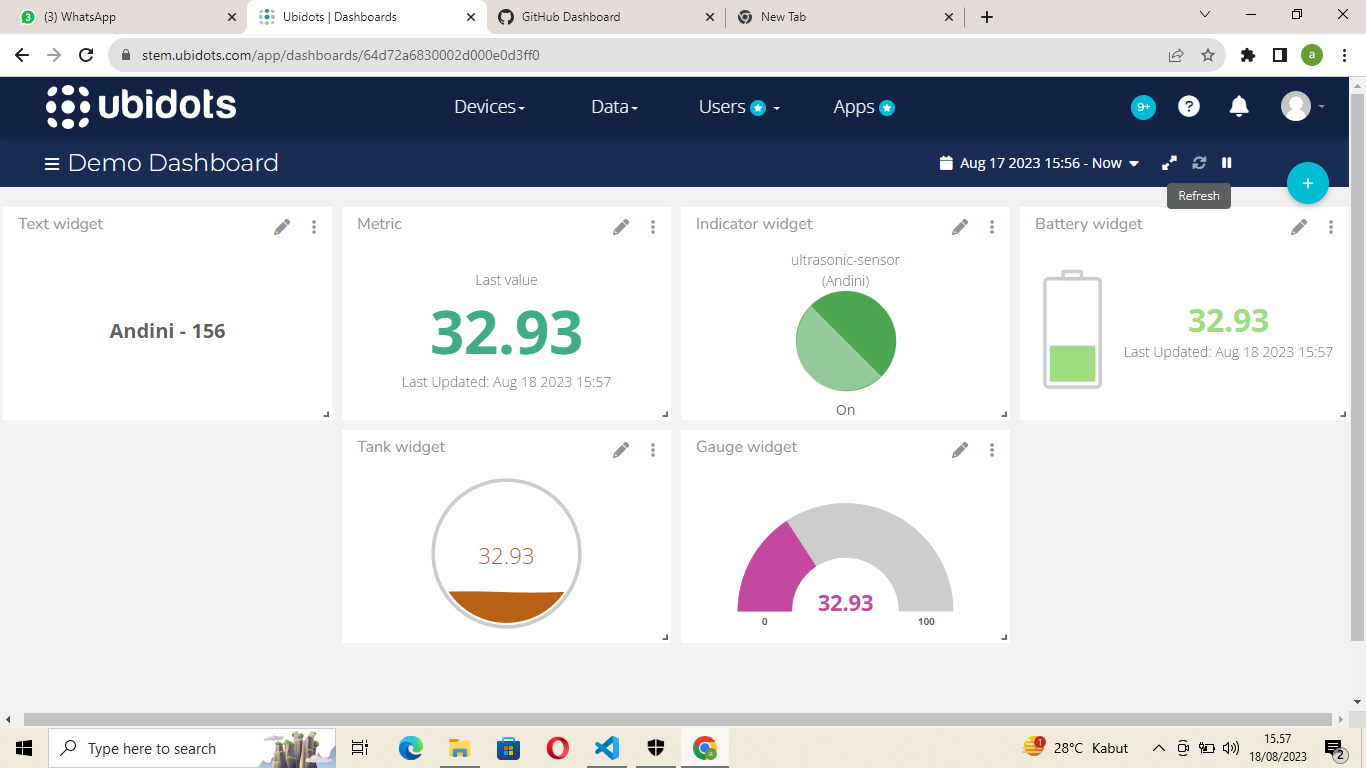 (3) WhatsApp
Ubidots | Dashboards
GitHub Dashboard
New Tab
stem.ubidots.com/app/dashboards/64d72a6830002d000e0d3ff0
a
ubidots
Devices
Data
Users
Apps
9+
?
Demo Dashboard
Aug 17 2023 15:56 - Now
+
Refresh
Text widget
Andini - 156
Metric
Last value
32.93
Last Updated: Aug 18 2023 15:57
Indicator widget
ultrasonic-sensor
(Andini)
On
Battery widget
32.93
Last Updated: Aug 18 2023 15:57
Tank widget
32.93
Gauge widget
32.93
0
100
Type here to search
1
28°C Kabut
15.57
18/08/2023
2